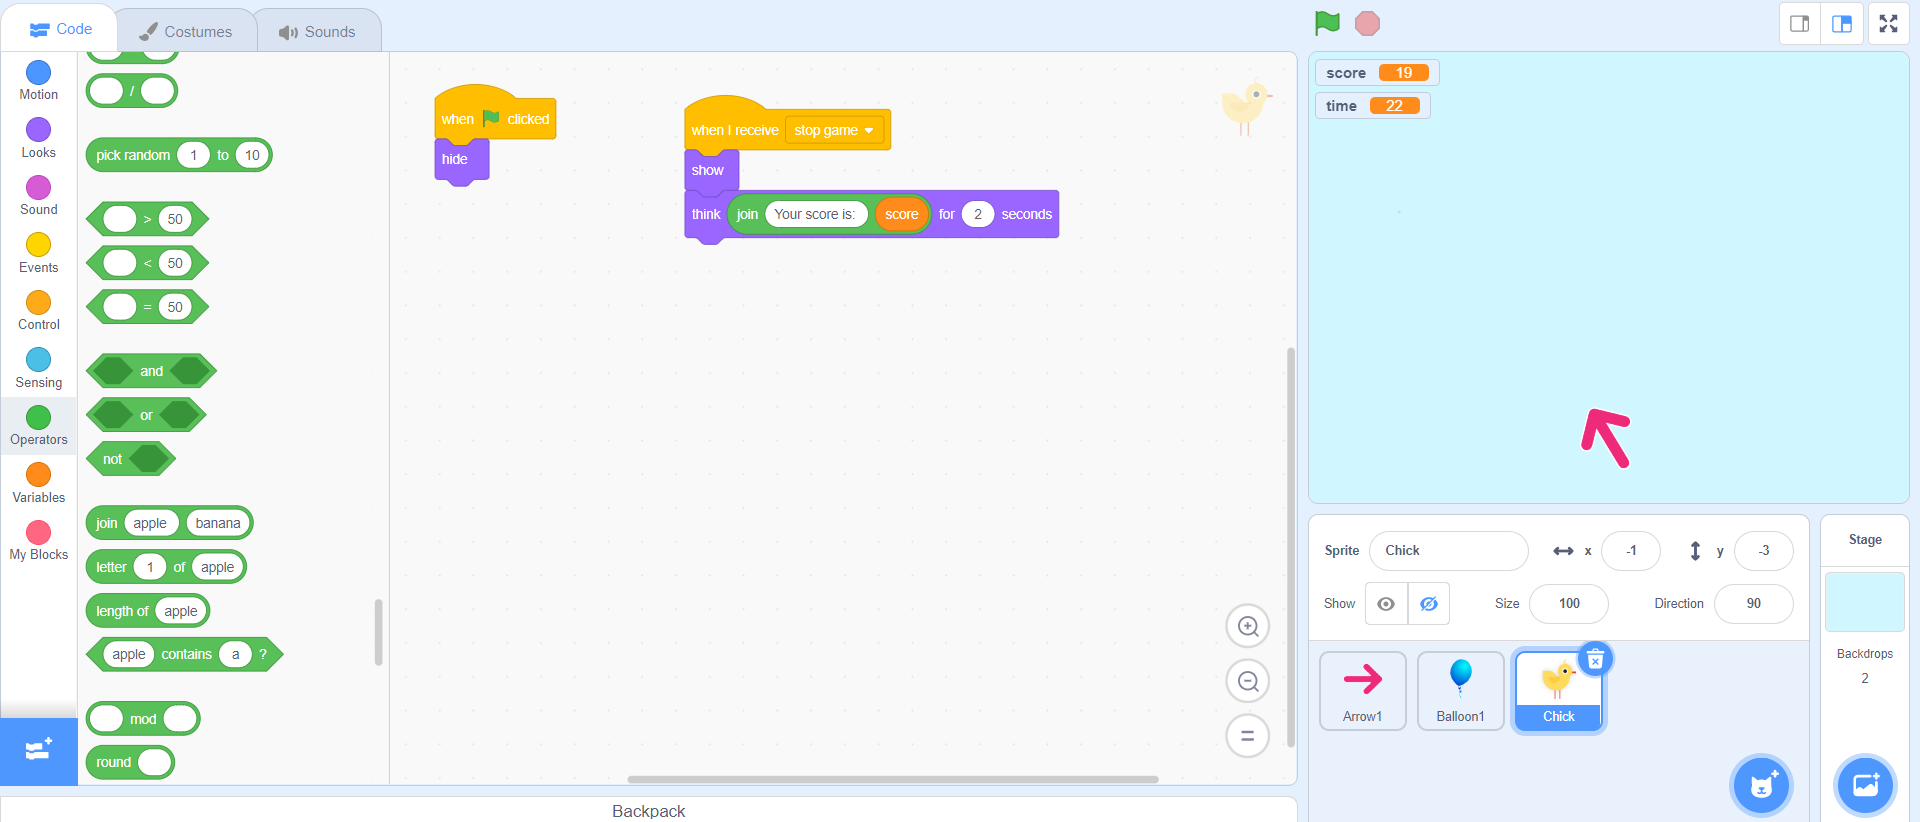 Code
Costumes
Sounds
Motion
Looks
Sound
Events
Control
Sensing
Operators
Variables
My Blocks
/
pick random 1 to 10
> 50
< 50
= 50
and
or
not
join apple banana
letter 1 of apple
length of apple
apple contains a ?
mod
round
when clicked
hide
when I receive stop game
show
think join Your score is: score for 2 seconds
Backpack
score 19
time 22
Sprite Chick x -1 y -3
Show Size 100 Direction 90
Arrow1
Balloon1
Chick
Stage
Backdrops
2